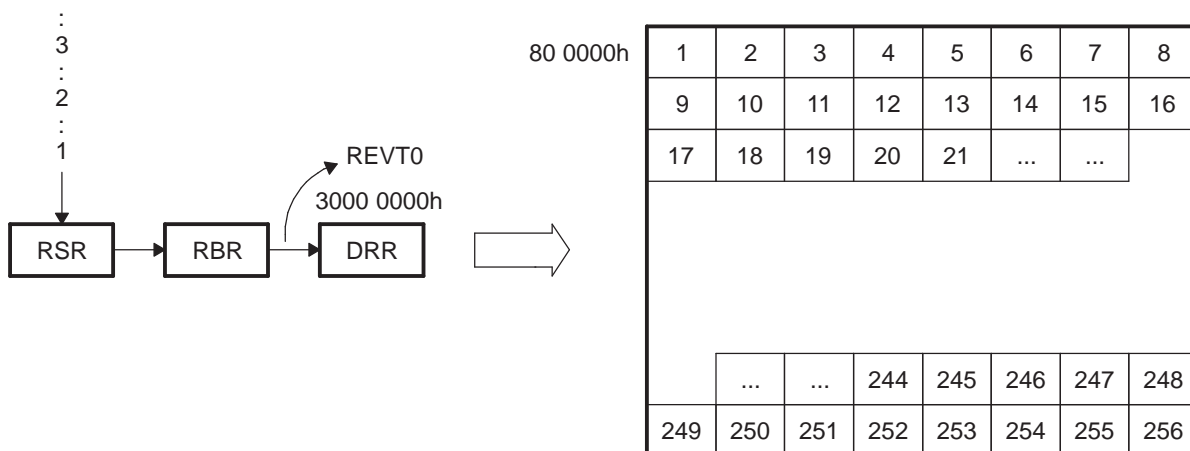 :
3
:
2
:
1
REVT0
3000 0000h
RSR
RBR
DRR
80 0000h
1 2 3 4 5 6 7 8
9 10 11 12 13 14 15 16
17 18 19 20 21 ... ...
... ... 244 245 246 247 248
249 250 251 252 253 254 255 256